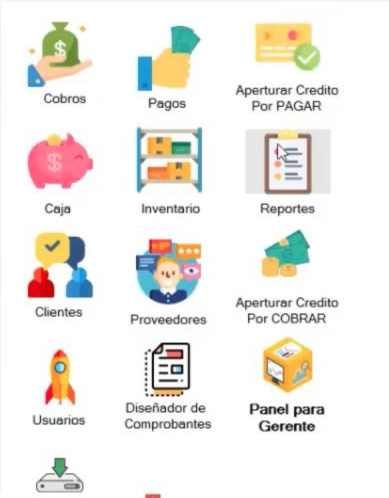 Cobros
Pagos
Aperturar Credito
Por PAGAR
Caja
Inventario
Reportes
Clientes
Proveedores
Aperturar Credito
Por COBRAR
Usuarios
Diseñador de
Comprobantes
Panel para
Gerente